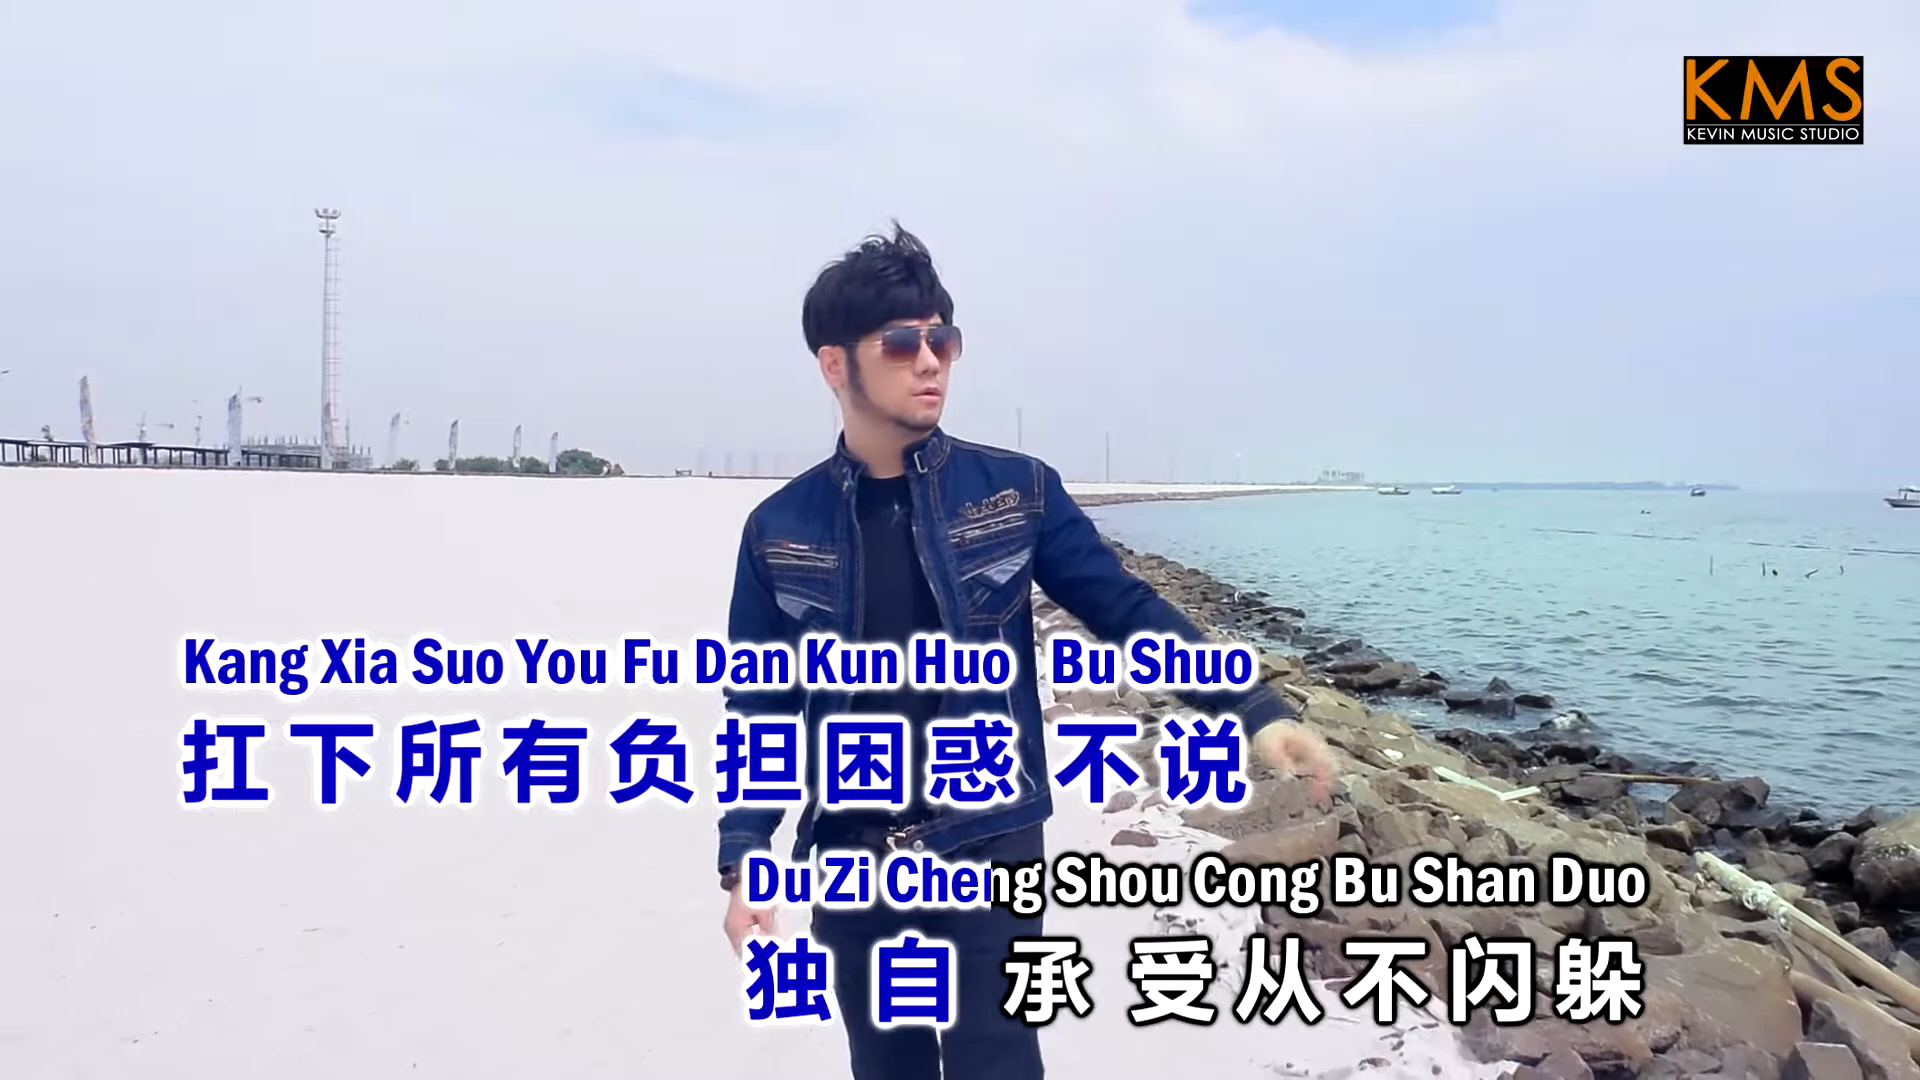 KMS
KEVIN MUSIC STUDIO
Kang Xia Suo You Fu Dan Kun Huo Bu Shuo
扛下所有负担困惑 不说
Du Zi Cheng Shou Cong Bu Shan Duo
独自承受从不闪躲